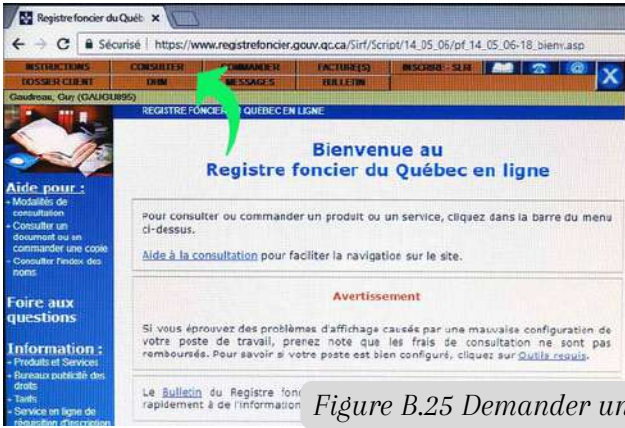 Registre foncier du Québ ×
Sécurisé | https://www.registrefoncier.gouv.qc.ca/Sirf/Script/14_05_06/pf_14_05_06-18_bienv.asp
INSTRUCTIONS CONSULTER COMMANDER FACTURE(S) INSCRIRE - SLRI @ X
DOSSIER CLIENT DHM MESSAGES BULLETIN
Gaudreau, Guy (GAUGU895)
REGISTRE FONCIER QUÉBEC EN LIGNE
Bienvenue au
Registre foncier du Québec en ligne
Aide pour :
- Modalités de
consultation
- Consulter un
document ou en
commander une copie
- Consulter l'index des
noms
Foire aux
questions
Information :
- Produits et Services
- Bureaux publicité des
droits
- Tarifs
- Service en ligne de
réquisition d'inscription
Pour consulter ou commander un produit ou un service, cliquez dans la barre du menu
ci-dessus.
Aide à la consultation pour faciliter la navigation sur le site.
Avertissement
Si vous éprouvez des problèmes d'affichage causés par une mauvaise configuration de
votre poste de travail, prenez note que les frais de consultation ne sont pas
remboursés. Pour savoir si votre poste est bien configuré, cliquez sur Outils requis.
Le Bulletin du Registre fonc
rapidement à de l'information
Figure B.25 Demander un